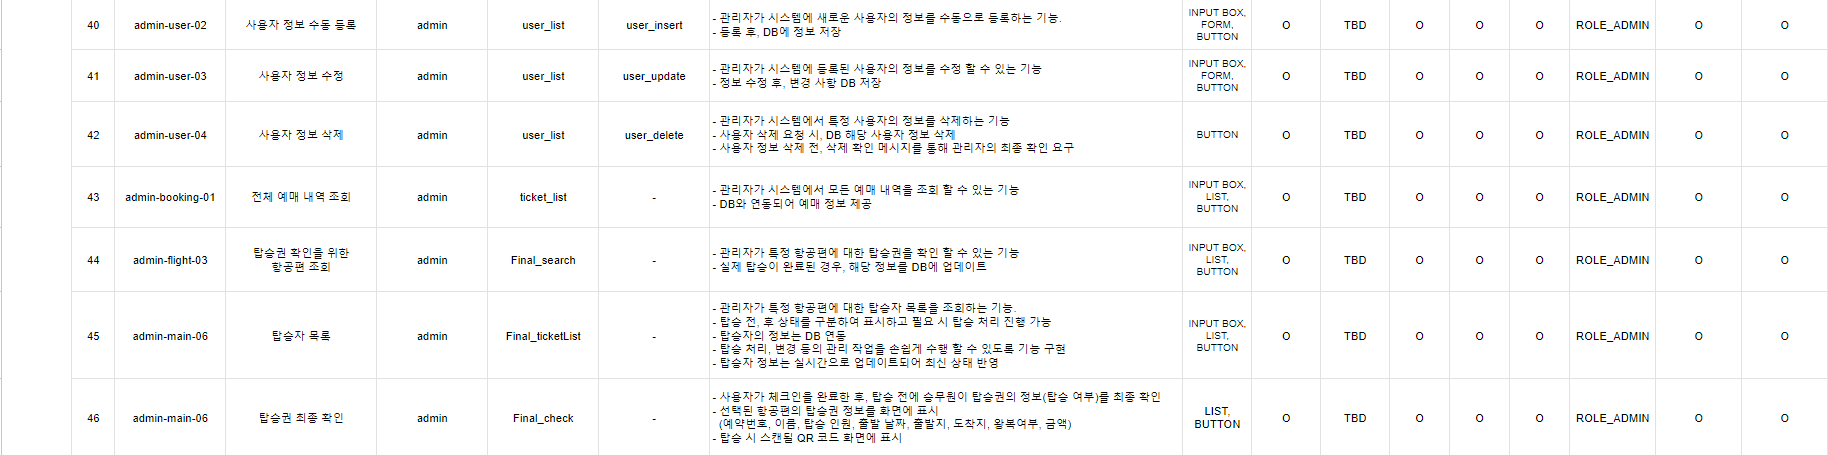 40 admin-user-02 사용자 정보 수동 등록 admin user_list user_insert
- 관리자가 시스템에 새로운 사용자의 정보를 수동으로 등록하는 기능.
- 등록 후, DB에 정보 저장
INPUT BOX,
FORM,
BUTTON
O TBD O O O ROLE_ADMIN O O
41 admin-user-03 사용자 정보 수정 admin user_list user_update
- 관리자가 시스템에 등록된 사용자의 정보를 수정 할 수 있는 기능
- 정보 수정 후, 변경 사항 DB 저장
INPUT BOX,
FORM,
BUTTON
O TBD O O O ROLE_ADMIN O O
42 admin-user-04 사용자 정보 삭제 admin user_list user_delete
- 관리자가 시스템에서 특정 사용자의 정보를 삭제하는 기능
- 사용자 삭제 요청 시, DB 해당 사용자 정보 삭제
- 사용자 정보 삭제 전, 삭제 확인 메시지를 통해 관리자의 최종 확인 요구
BUTTON
O TBD O O O ROLE_ADMIN O O
43 admin-booking-01 전체 예매 내역 조회 admin ticket_list -
- 관리자가 시스템에서 모든 예매 내역을 조회 할 수 있는 기능
- DB와 연동되어 예매 정보 제공
INPUT BOX,
LIST,
BUTTON
O TBD O O O ROLE_ADMIN O O
44 admin-flight-03
탑승권 확인을 위한
항공편 조회
admin Final_search -
- 관리자가 특정 항공편에 대한 탑승권을 확인 할 수 있는 기능
- 실제 탑승이 완료된 경우, 해당 정보를 DB에 업데이트
INPUT BOX,
LIST,
BUTTON
O TBD O O O ROLE_ADMIN O O
45 admin-main-06 탑승자 목록 admin Final_ticketList -
- 관리자가 특정 항공편에 대한 탑승자 목록을 조회하는 기능.
- 탑승 전, 후 상태를 구분하여 표시하고 필요 시 탑승 처리 진행 가능
- 탑승자의 정보는 DB 연동
- 탑승 처리, 변경 등의 관리 작업을 손쉽게 수행 할 수 있도록 기능 구현
- 탑승자 정보는 실시간으로 업데이트되어 최신 상태 반영
INPUT BOX,
LIST,
BUTTON
O TBD O O O ROLE_ADMIN O O
46 admin-main-06 탑승권 최종 확인 admin Final_check -
- 사용자가 체크인을 완료한 후, 탑승 전에 승무원이 탑승권의 정보(탑승 여부)를 최종 확인
- 선택된 항공편의 탑승권 정보를 화면에 표시
(예약번호, 이름, 탑승 인원, 출발 날짜, 출발지, 도착지, 왕복여부, 금액)
- 탑승 시 스캔될 QR 코드 화면에 표시
LIST,
BUTTON
O TBD O O O ROLE_ADMIN O O